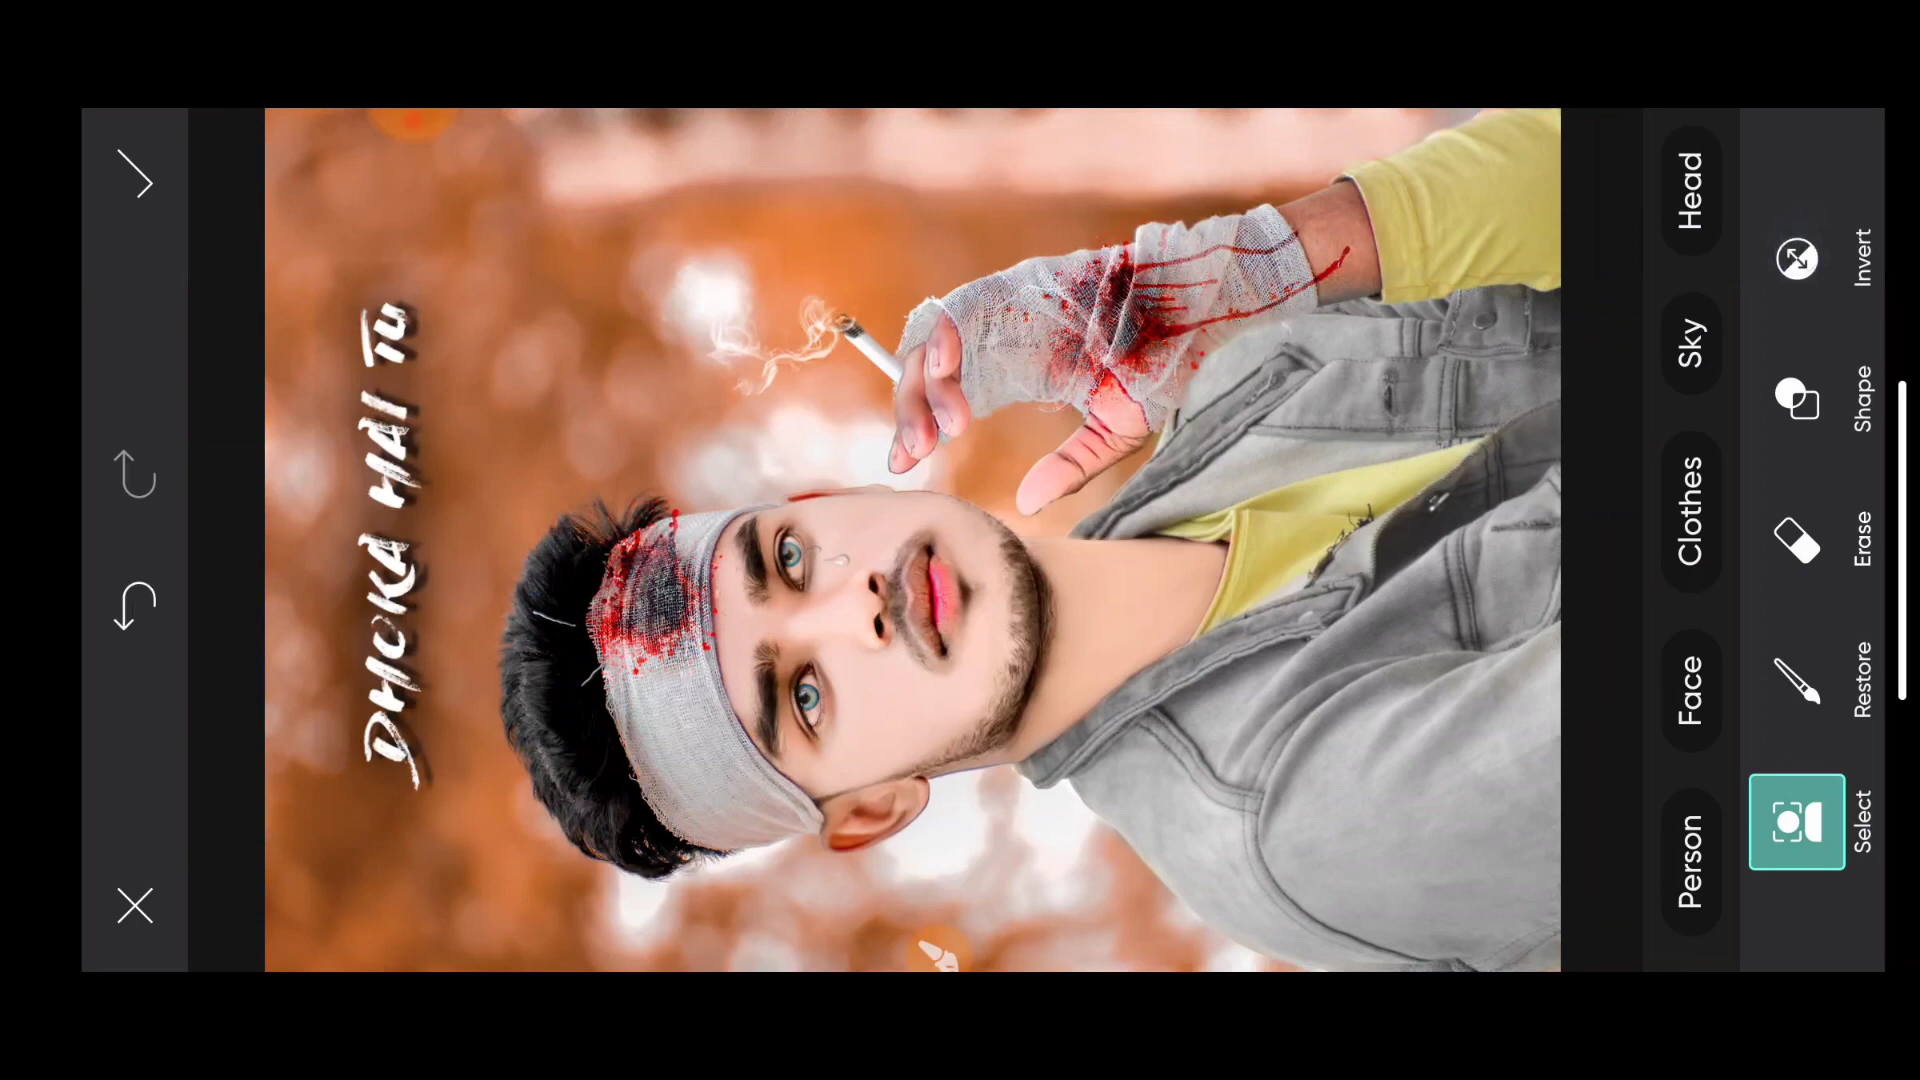 DHOKA HAI TU
Person
Face
Clothes
Sky
Head
Select
Restore
Erase
Shape
Invert